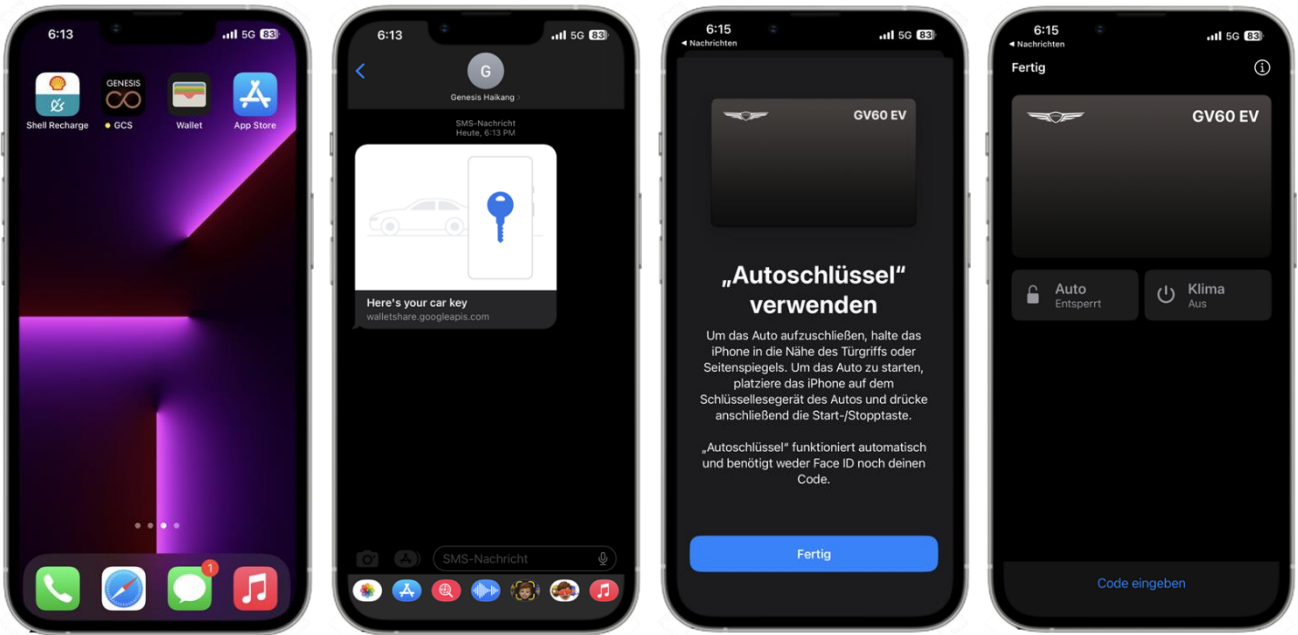 6:13
5G 83
GENESIS
Shell Recharge
GCS
Wallet
App Store
1
6:13
5G 83
G
Genesis Haikang
SMS-Nachricht
Heute, 6:13 PM
Here's your car key
walletshare.googleapis.com
SMS-Nachricht
6:15
5G 83
Nachrichten
GV60 EV
„Autoschlüssel“
verwenden
Um das Auto aufzuschließen, halte das
iPhone in die Nähe des Türgriffs oder
Seitenspiegels. Um das Auto zu starten,
platziere das iPhone auf dem
Schlüssellesegerät des Autos und drücke
anschließend die Start-/Stopptaste.
„Autoschlüssel“ funktioniert automatisch
und benötigt weder Face ID noch deinen
Code.
Fertig
6:15
5G 83
Nachrichten
Fertig
GV60 EV
Auto
Entsperrt
Klima
Aus
Code eingeben